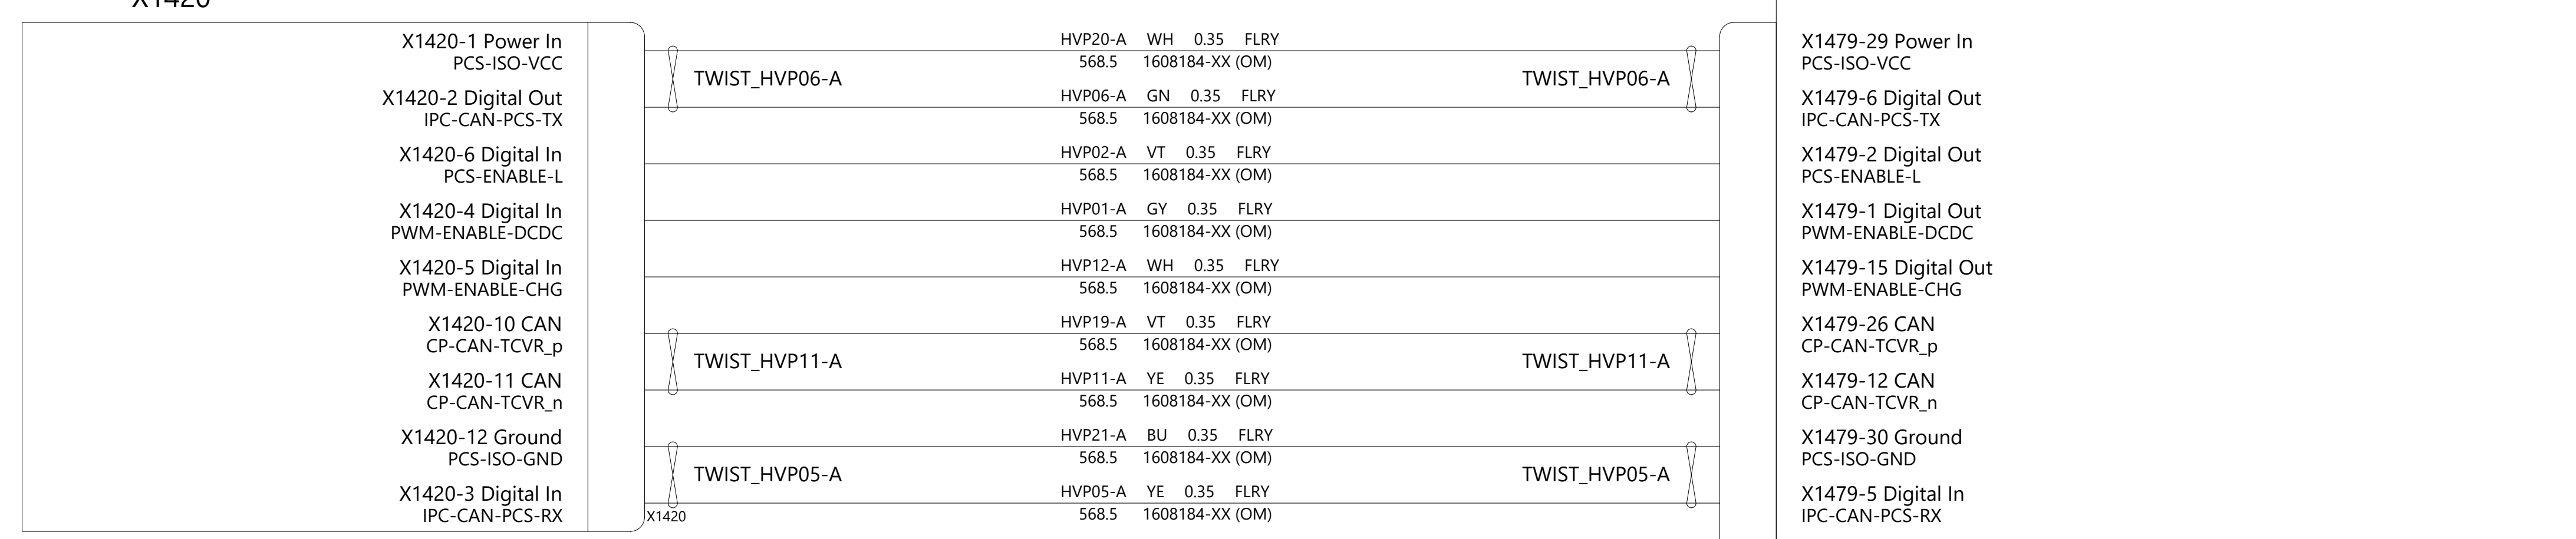 X1420
X1420-1 Power In
PCS-ISO-VCC
HVP20-A WH 0.35 FLRY
568.5 1608184-XX (OM)
X1479-29 Power In
PCS-ISO-VCC
TWIST_HVP06-A
TWIST_HVP06-A
X1420-2 Digital Out
IPC-CAN-PCS-TX
HVP06-A GN 0.35 FLRY
568.5 1608184-XX (OM)
X1479-6 Digital Out
IPC-CAN-PCS-TX
X1420-6 Digital In
PCS-ENABLE-L
HVP02-A VT 0.35 FLRY
568.5 1608184-XX (OM)
X1479-2 Digital Out
PCS-ENABLE-L
X1420-4 Digital In
PWM-ENABLE-DCDC
HVP01-A GY 0.35 FLRY
568.5 1608184-XX (OM)
X1479-1 Digital Out
PWM-ENABLE-DCDC
X1420-5 Digital In
PWM-ENABLE-CHG
HVP12-A WH 0.35 FLRY
568.5 1608184-XX (OM)
X1479-15 Digital Out
PWM-ENABLE-CHG
X1420-10 CAN
CP-CAN-TCVR_p
HVP19-A VT 0.35 FLRY
568.5 1608184-XX (OM)
X1479-26 CAN
CP-CAN-TCVR_p
TWIST_HVP11-A
TWIST_HVP11-A
X1420-11 CAN
CP-CAN-TCVR_n
HVP11-A YE 0.35 FLRY
568.5 1608184-XX (OM)
X1479-12 CAN
CP-CAN-TCVR_n
X1420-12 Ground
PCS-ISO-GND
HVP21-A BU 0.35 FLRY
568.5 1608184-XX (OM)
X1479-30 Ground
PCS-ISO-GND
TWIST_HVP05-A
TWIST_HVP05-A
X1420-3 Digital In
IPC-CAN-PCS-RX
X1420
HVP05-A YE 0.35 FLRY
568.5 1608184-XX (OM)
X1479-5 Digital In
IPC-CAN-PCS-RX